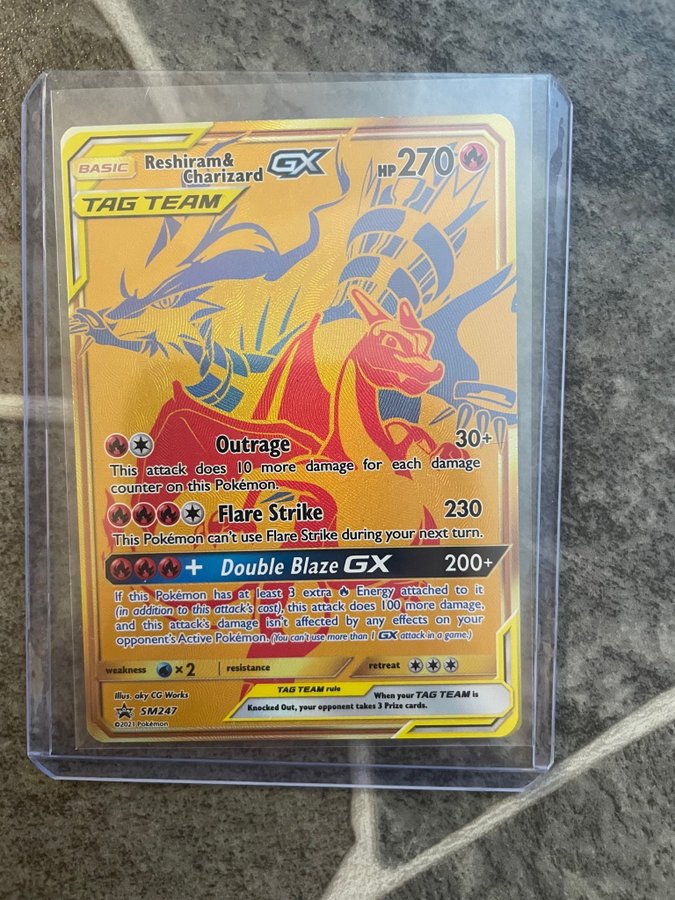 BASIC
Reshiram&
Charizard GX
HP 270
TAG TEAM
Outrage 30+
This attack does 10 more damage for each damage
counter on this Pokémon.
Flare Strike 230
This Pokémon can't use Flare Strike during your next turn.
+ Double Blaze GX 200+
If this Pokémon has at least 3 extra Energy attached to it
(in addition to this attack's cost), this attack does 100 more damage,
and this attack's damage isn't affected by any effects on your
opponent's Active Pokémon. (You can't use more than 1 GX attack in a game.)
weakness ×2 resistance retreat
Illus. aky CG Works
TAG TEAM rule
When your TAG TEAM is
Knocked Out, your opponent takes 3 Prize cards.
PROMO
SM247
©2021 Pokémon